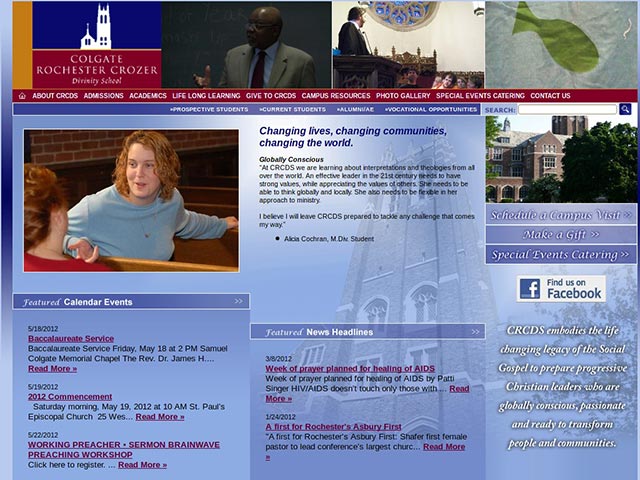 COLGATE
ROCHESTER CROZER
Divinity School
ABOUT CRCDS ADMISSIONS ACADEMICS LIFE LONG LEARNING GIVE TO CRCDS CAMPUS RESOURCES PHOTO GALLERY SPECIAL EVENTS CATERING CONTACT US
»PROSPECTIVE STUDENTS »CURRENT STUDENTS »ALUMNI/AE »VOCATIONAL OPPORTUNITIES
SEARCH:
Changing lives, changing communities,
changing the world.
Globally Conscious
"At CRCDS we are learning about interpretations and theologies from all
over the world. An effective leader in the 21st century needs to have
strong values, while appreciating the values of others. She needs to be
able to think globally and locally. She also needs to be flexible in her
approach to ministry.
I believe I will leave CRCDS prepared to tackle any challenge that comes
my way."
• Alicia Cochran, M.Div. Student
Schedule a Campus Visit >>
Make a Gift >>
Special Events Catering >>
Find us on
Facebook
CRCDS embodies the life
changing legacy of the Social
Gospel to prepare progressive
Christian leaders who are
globally conscious, passionate
and ready to transform
people and communities.
Featured Calendar Events >>
5/18/2012
Baccalaureate Service
Baccalaureate Service Friday, May 18 at 2 PM Samuel
Colgate Memorial Chapel The Rev. Dr. James H....
Read More »
5/19/2012
2012 Commencement
Saturday morning, May 19, 2012 at 10 AM St. Paul's
Episcopal Church 25 Wes... Read More »
5/22/2012
WORKING PREACHER • SERMON BRAINWAVE
PREACHING WORKSHOP
Click here to register. ... Read More »
Featured News Headlines >>
3/8/2012
Week of prayer planned for healing of AIDS
Week of prayer planned for healing of AIDS by Patti
Singer HIV/AIDS doesn't touch only those with ... Read
More »
1/24/2012
A first for Rochester's Asbury First
"A first for Rochester's Asbury First: Shafer first female
pastor to lead conference's largest churc... Read More
»